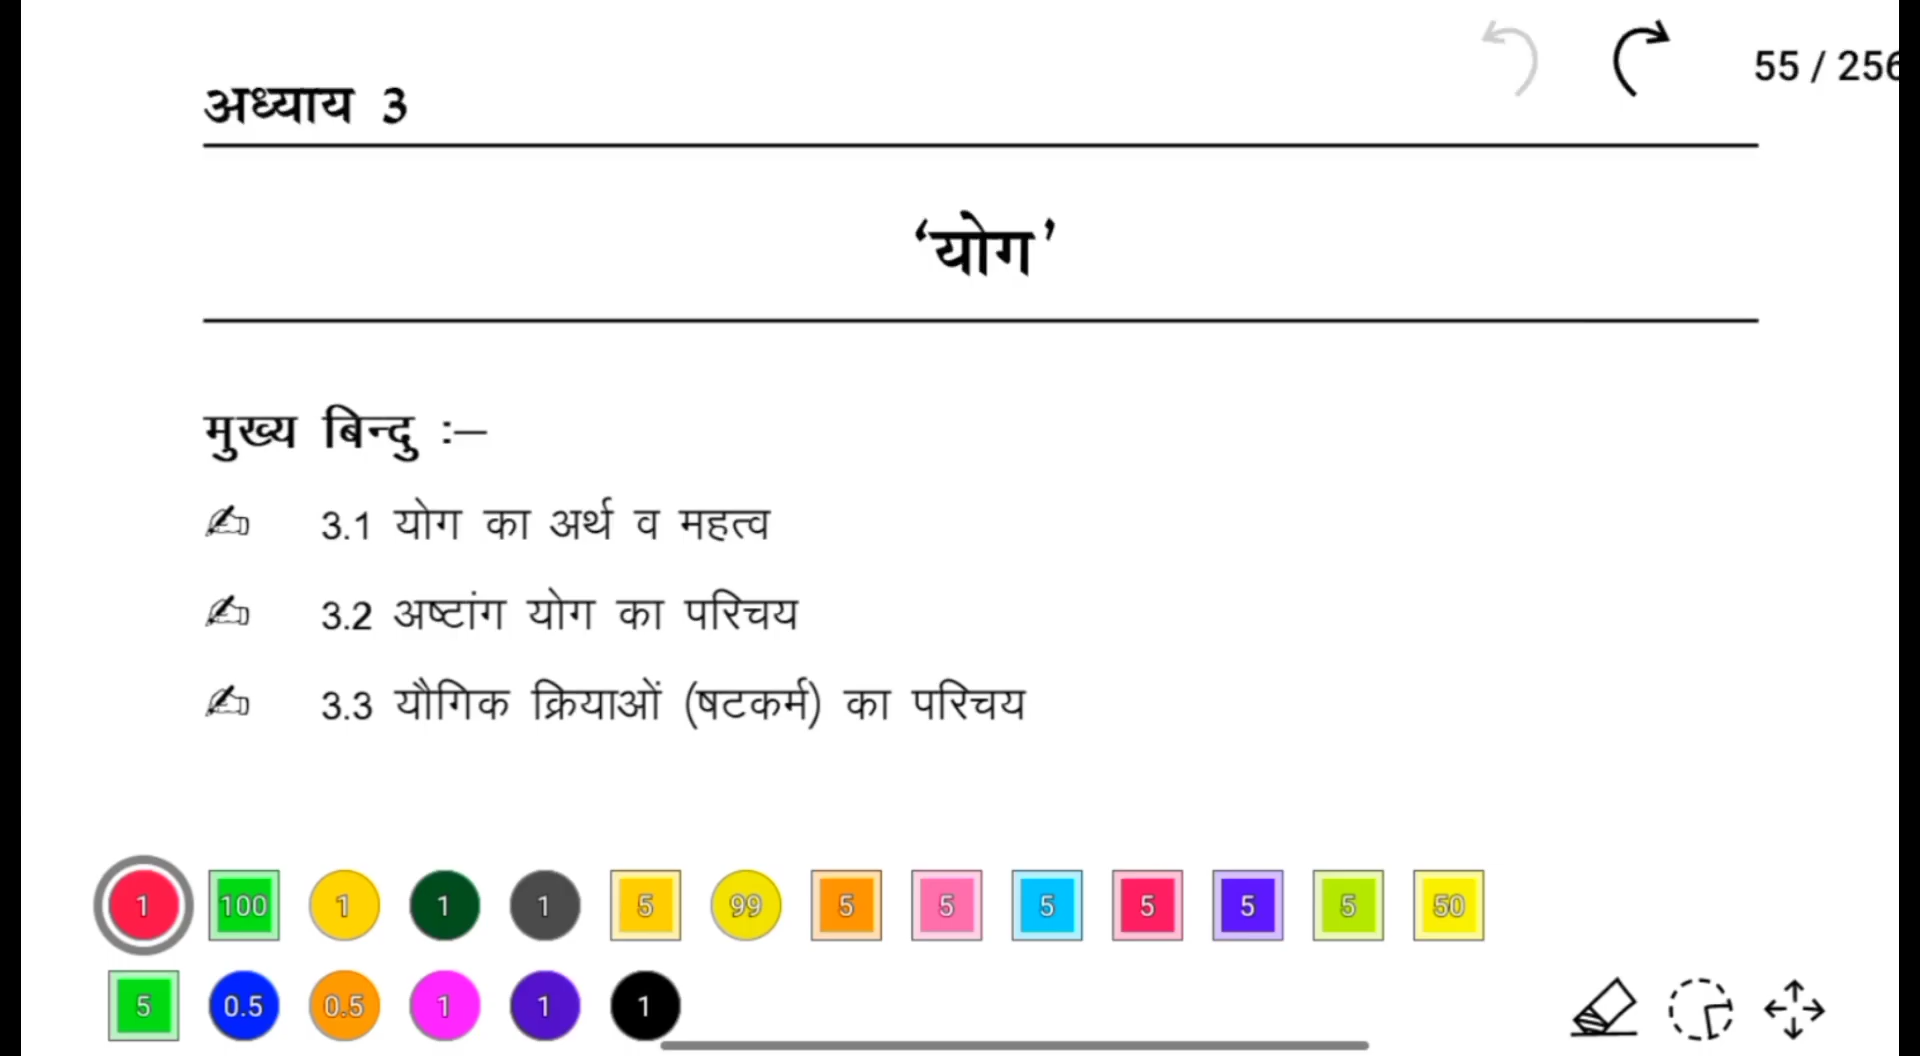 55 / 256
अध्याय 3
‘योग’
मुख्य बिन्दु :–
3.1 योग का अर्थ व महत्व
3.2 अष्टांग योग का परिचय
3.3 यौगिक क्रियाओं (षटकर्म) का परिचय
1 100 1 1 1 5 99 5 5 5 5 5 5 50
5 0.5 0.5 1 1 1